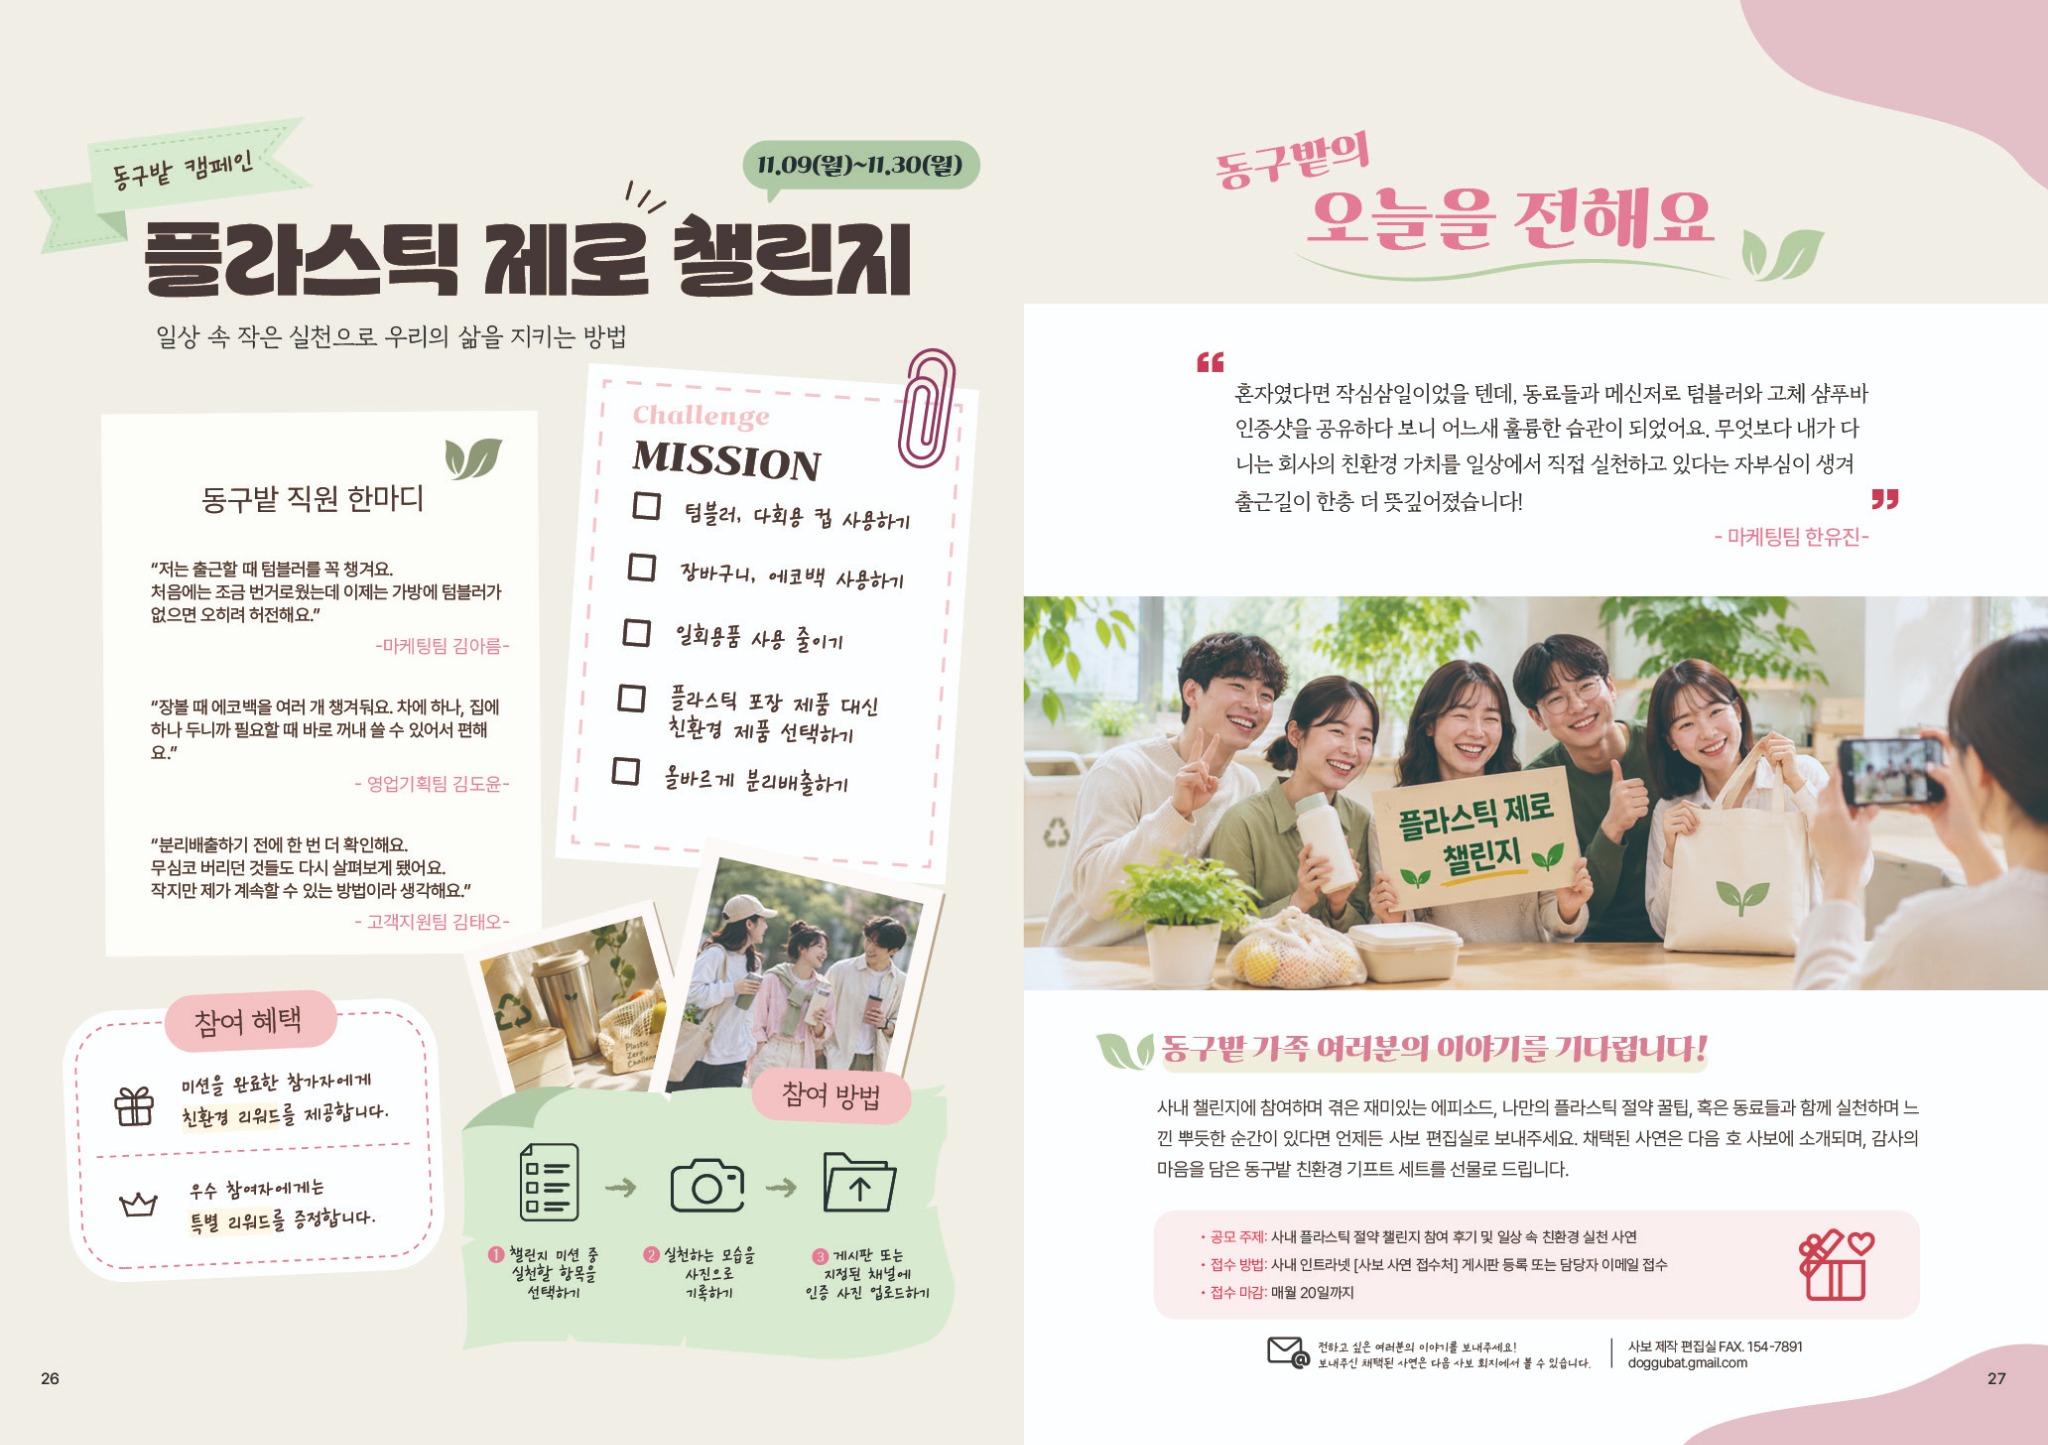 동구밭 캠페인
11.09(월)~11.30(월)
플라스틱 제로 챌린지
일상 속 작은 실천으로 우리의 삶을 지키는 방법
동구밭 직원 한마디
“저는 출근할 때 텀블러를 꼭 챙겨요.
처음에는 조금 번거로웠는데 이제는 가방에 텀블러가
없으면 오히려 허전해요.”
-마케팅팀 김아름-
“장볼 때 에코백을 여러 개 챙겨둬요. 차에 하나, 집에
하나 두니까 필요할 때 바로 꺼내 쓸 수 있어서 편해
요.”
- 영업기획팀 김도윤-
“분리배출하기 전에 한 번 더 확인해요.
무심코 버리던 것들도 다시 살펴보게 됐어요.
작지만 제가 계속할 수 있는 방법이라 생각해요.”
- 고객지원팀 김태오-
Challenge
MISSION
텀블러, 다회용 컵 사용하기
장바구니, 에코백 사용하기
일회용품 사용 줄이기
플라스틱 포장 제품 대신
친환경 제품 선택하기
올바르게 분리배출하기
Plastic
Zero
Challenge
참여 혜택
미션을 완료한 참가자에게
친환경 리워드를 제공합니다.
우수 참여자에게는
특별 리워드를 증정합니다.
참여 방법
1 챌린지 미션 중
실천할 항목을
선택하기
2 실천하는 모습을
사진으로
기록하기
3 게시판 또는
지정된 채널에
인증 사진 업로드하기
26
동구밭의
오늘을 전해요
“
혼자였다면 작심삼일이었을 텐데, 동료들과 메신저로 텀블러와 고체 샴푸바
인증샷을 공유하다 보니 어느새 훌륭한 습관이 되었어요. 무엇보다 내가 다
니는 회사의 친환경 가치를 일상에서 직접 실천하고 있다는 자부심이 생겨
출근길이 한층 더 뜻깊어졌습니다!
”
- 마케팅팀 한유진-
플라스틱 제로
챌린지
동구밭 가족 여러분의 이야기를 기다립니다!
사내 챌린지에 참여하며 겪은 재미있는 에피소드, 나만의 플라스틱 절약 꿀팁, 혹은 동료들과 함께 실천하며 느
낀 뿌듯한 순간이 있다면 언제든 사보 편집실로 보내주세요. 채택된 사연은 다음 호 사보에 소개되며, 감사의
마음을 담은 동구밭 친환경 기프트 세트를 선물로 드립니다.
• 공모 주제: 사내 플라스틱 절약 챌린지 참여 후기 및 일상 속 친환경 실천 사연
• 접수 방법: 사내 인트라넷 [사보 사연 접수처] 게시판 등록 또는 담당자 이메일 접수
• 접수 마감: 매월 20일까지
전하고 싶은 여러분의 이야기를 보내주세요!
보내주신 채택된 사연은 다음 사보 회지에서 볼 수 있습니다.
사보 제작 편집실 FAX. 154-7891
doggubat.gmail.com
27